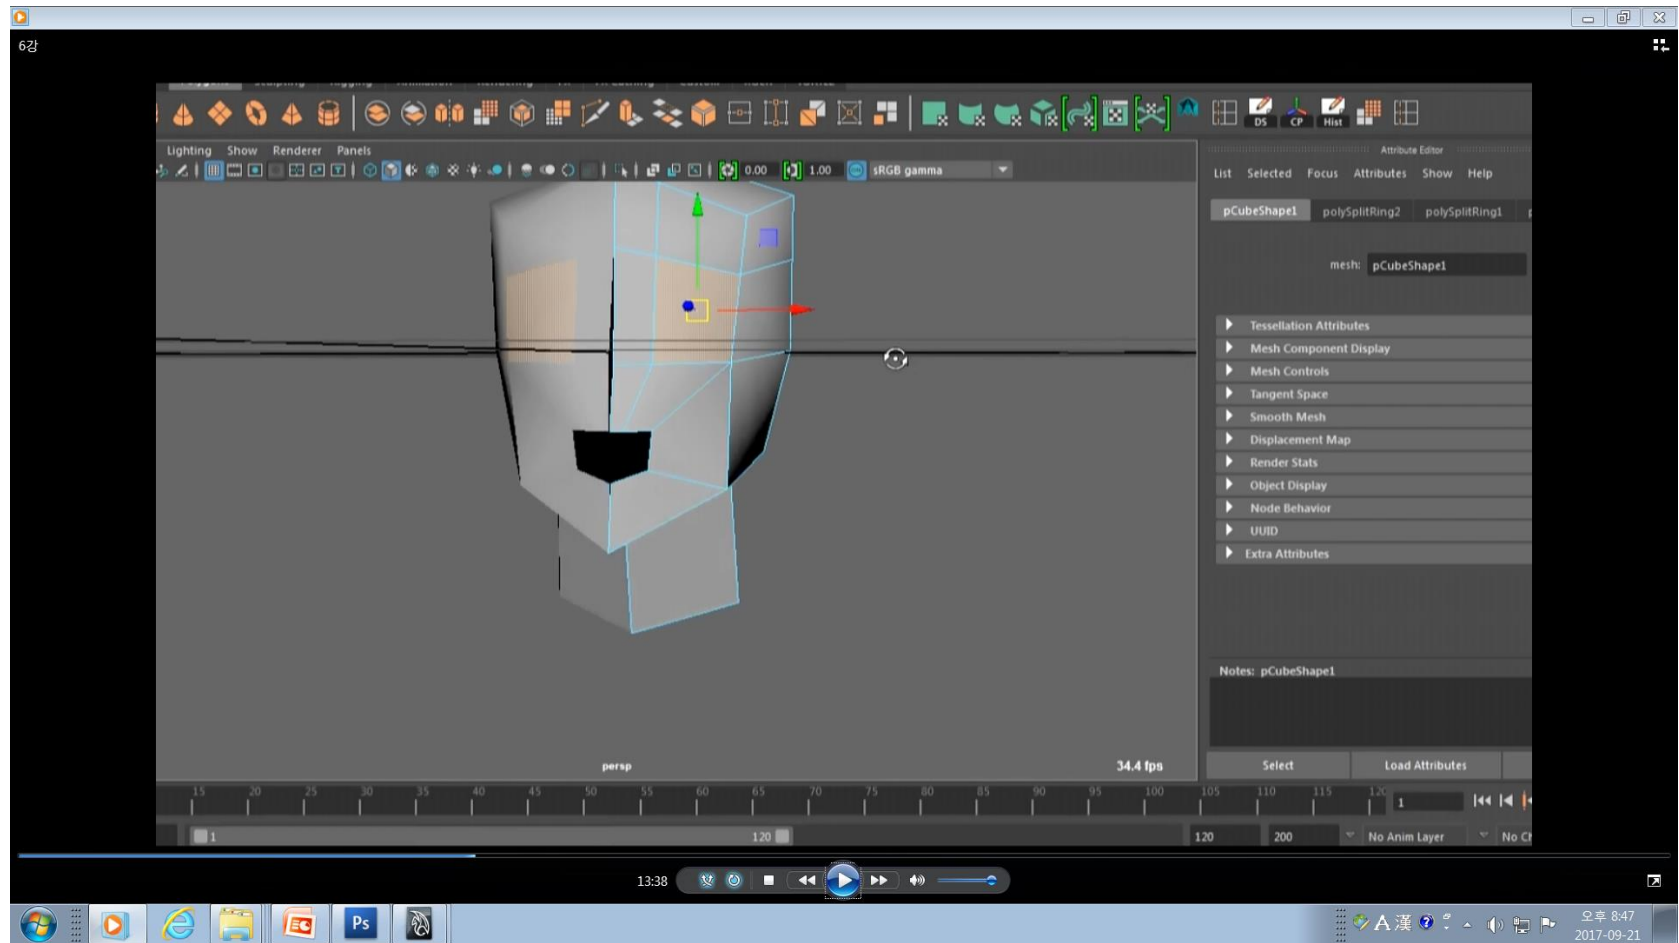 6강
DS CP Hist
Lighting Show Renderer Panels
0.00 1.00 sRGB gamma
Attribute Editor
List Selected Focus Attributes Show Help
pCubeShape1 polySplitRing2 polySplitRing1
mesh: pCubeShape1
Tessellation Attributes
Mesh Component Display
Mesh Controls
Tangent Space
Smooth Mesh
Displacement Map
Render Stats
Object Display
Node Behavior
UUID
Extra Attributes
Notes: pCubeShape1
Select Load Attributes
persp 34.4 fps
15 20 25 30 35 40 45 50 55 60 65 70 75 80 85 90 95 100 105 110 115 120 1
1 120 120 200 No Anim Layer
13:38
Ps
A 漢
오후 8:47
2017-09-21